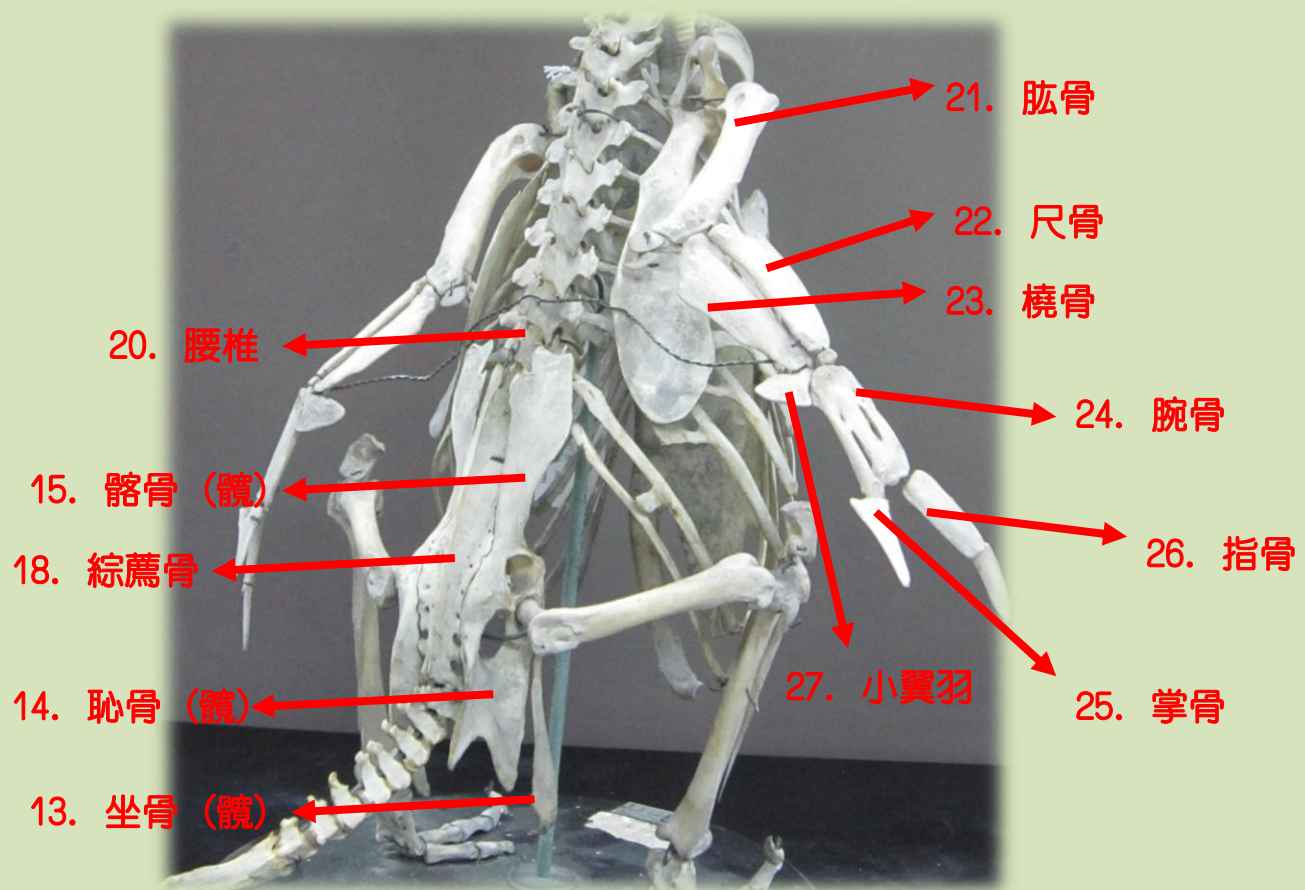 21. 肱骨
22. 尺骨
23. 橈骨
20. 腰椎
24. 腕骨
15. 髂骨（髖）
26. 指骨
18. 綜薦骨
27. 小翼羽
14. 恥骨（髖）
25. 掌骨
13. 坐骨（髖）